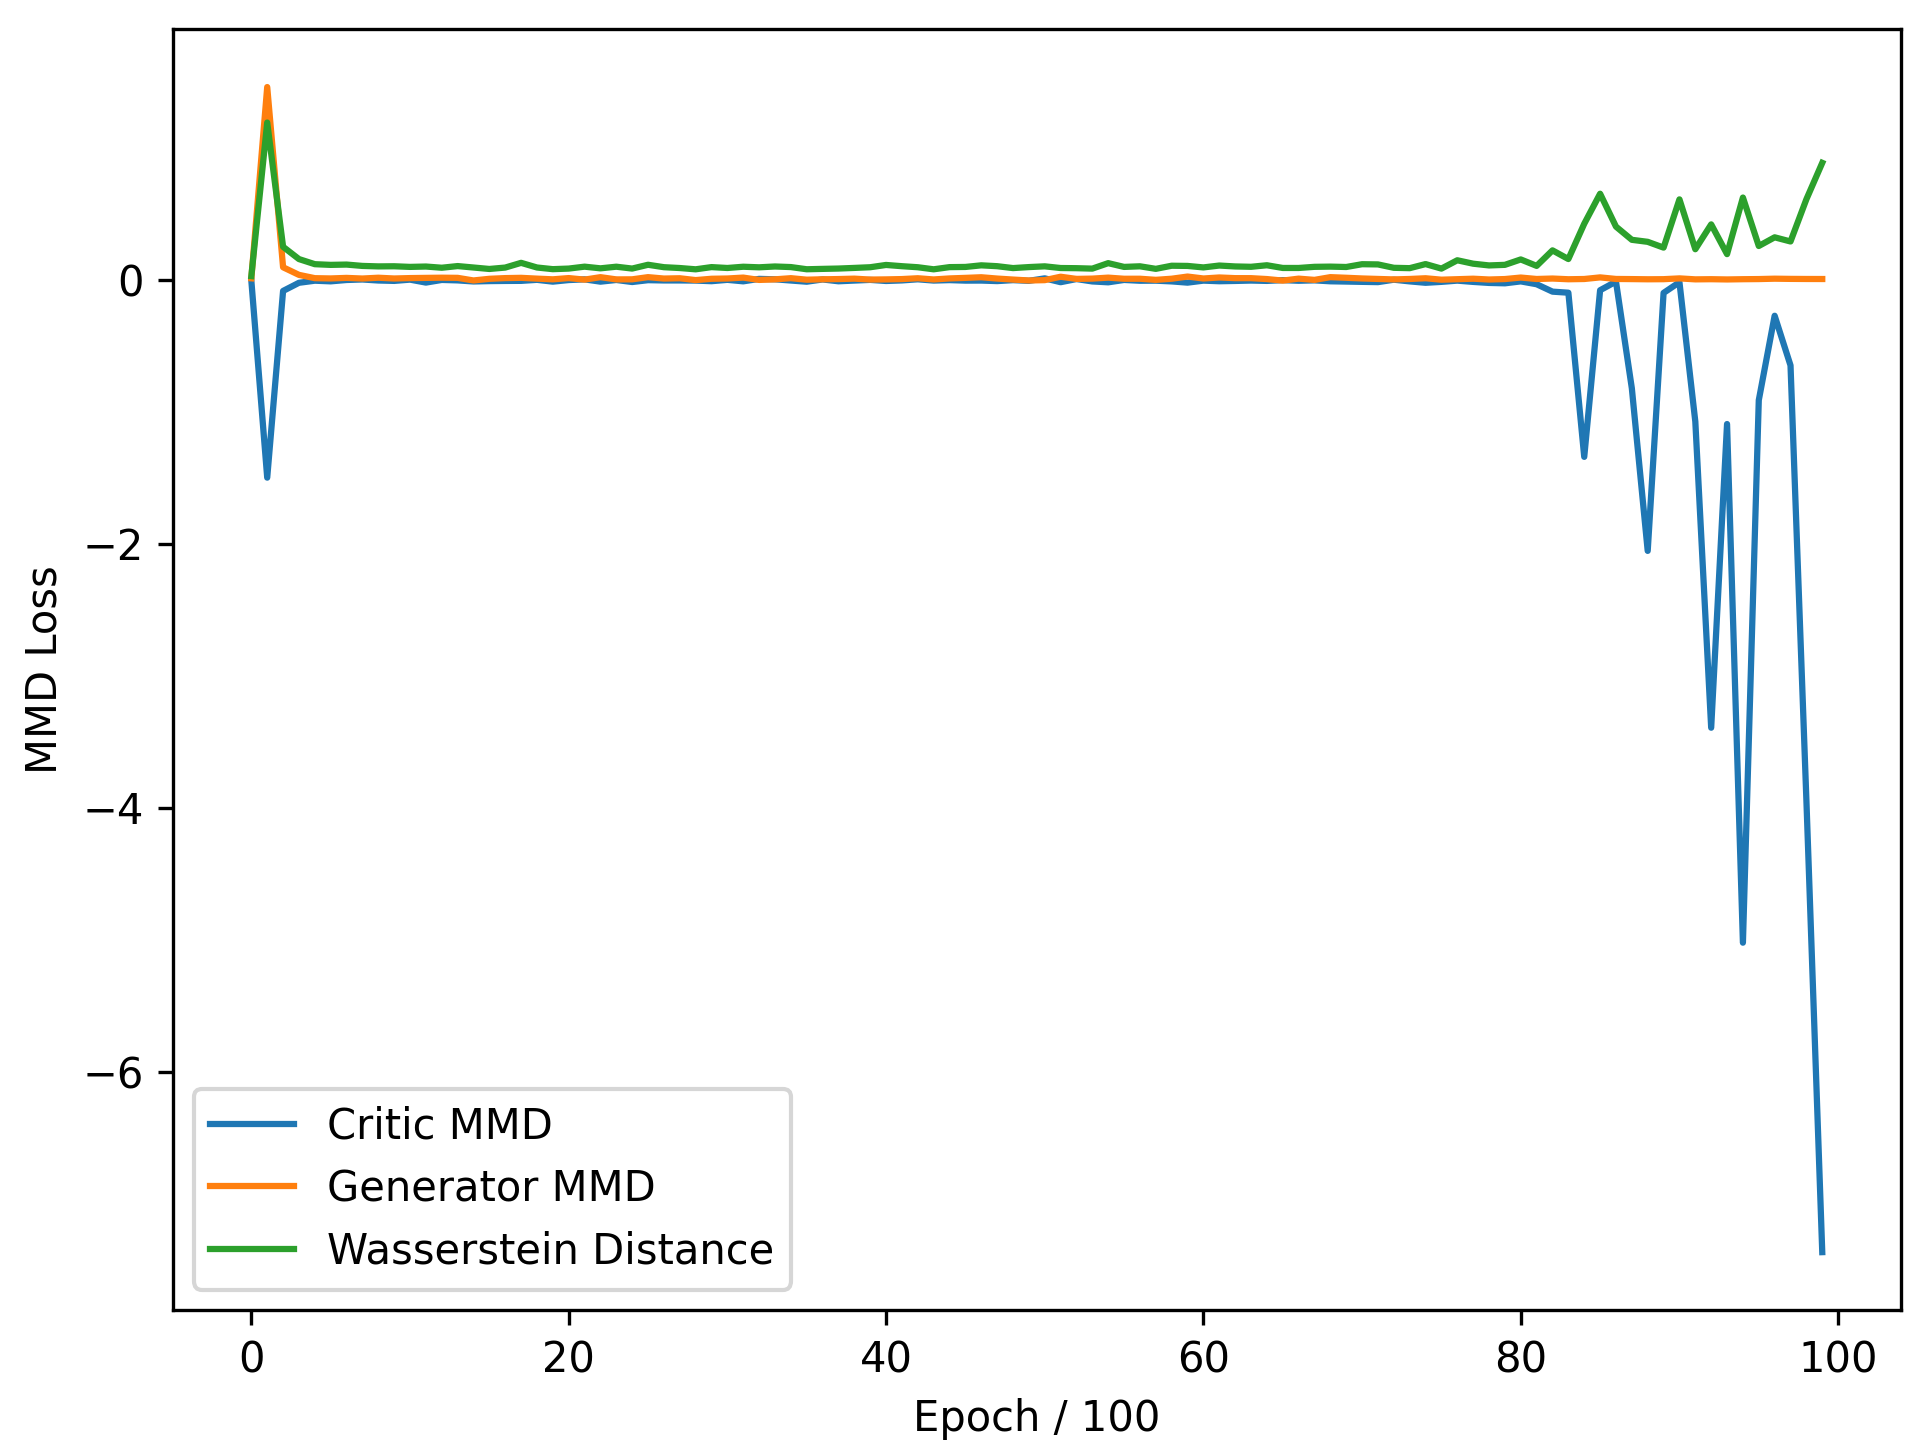 MMD Loss
0
−2
−4
−6
Critic MMD
Generator MMD
Wasserstein Distance
0 20 40 60 80 100
Epoch / 100